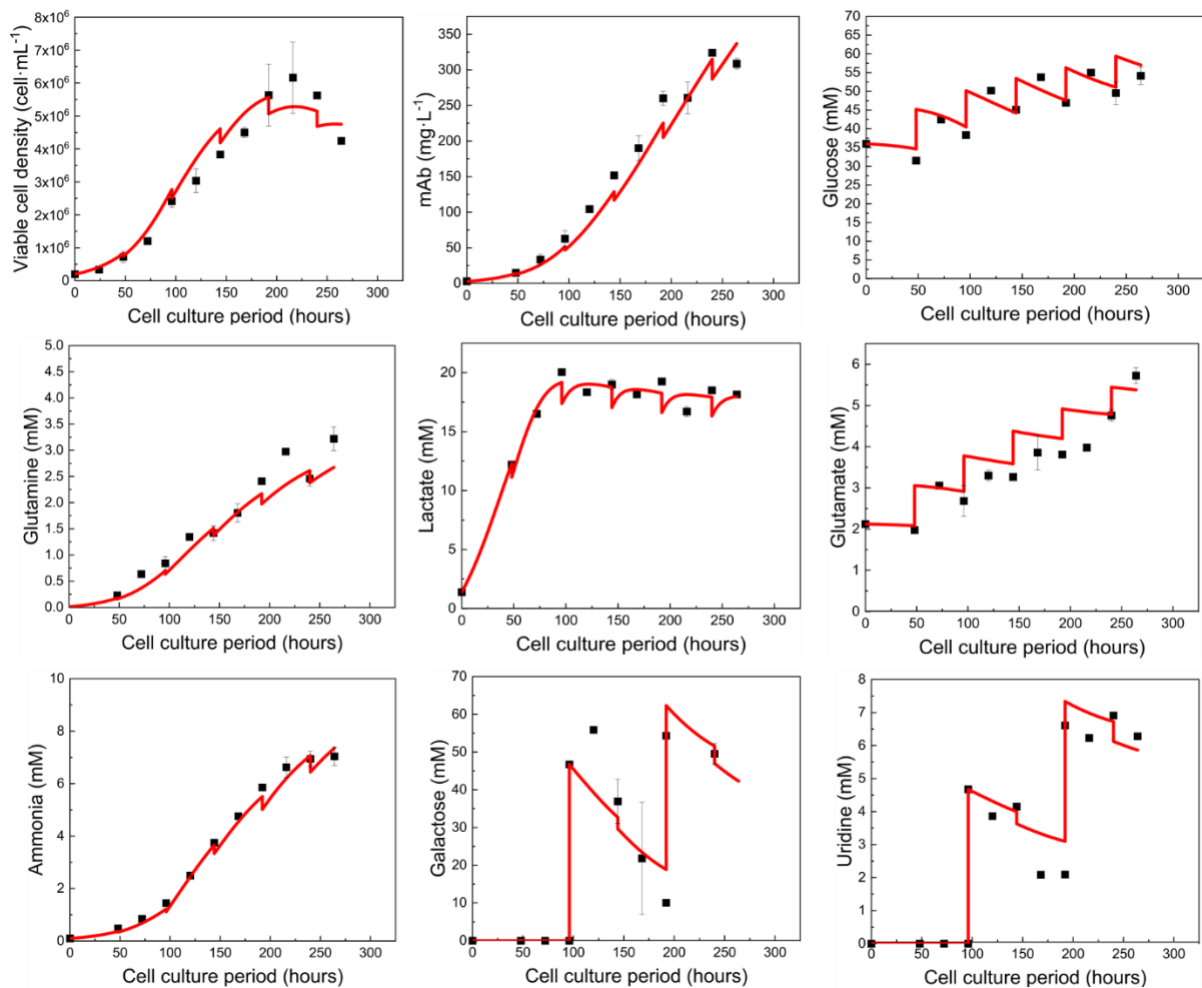 8x10⁶
7x10⁶
6x10⁶
5x10⁶
4x10⁶
3x10⁶
2x10⁶
1x10⁶
0
Viable cell density (cell·mL⁻¹)
0 50 100 150 200 250 300
Cell culture period (hours)
350
300
250
200
150
100
50
0
mAb (mg·L⁻¹)
0 50 100 150 200 250 300
Cell culture period (hours)
70
65
60
55
50
45
40
35
30
25
20
15
10
5
0
Glucose (mM)
0 50 100 150 200 250 300
Cell culture period (hours)
5.0
4.5
4.0
3.5
3.0
2.5
2.0
1.5
1.0
0.5
0.0
Glutamine (mM)
0 50 100 150 200 250 300
Cell culture period (hours)
20
15
10
5
0
Lactate (mM)
0 50 100 150 200 250 300
Cell culture period (hours)
6
5
4
3
2
1
0
Glutamate (mM)
0 50 100 150 200 250 300
Cell culture period (hours)
10
8
6
4
2
0
Ammonia (mM)
0 50 100 150 200 250 300
Cell culture period (hours)
70
60
50
40
30
20
10
0
Galactose (mM)
0 50 100 150 200 250 300
Cell culture period (hours)
8
7
6
5
4
3
2
1
0
Uridine (mM)
0 50 100 150 200 250 300
Cell culture period (hours)